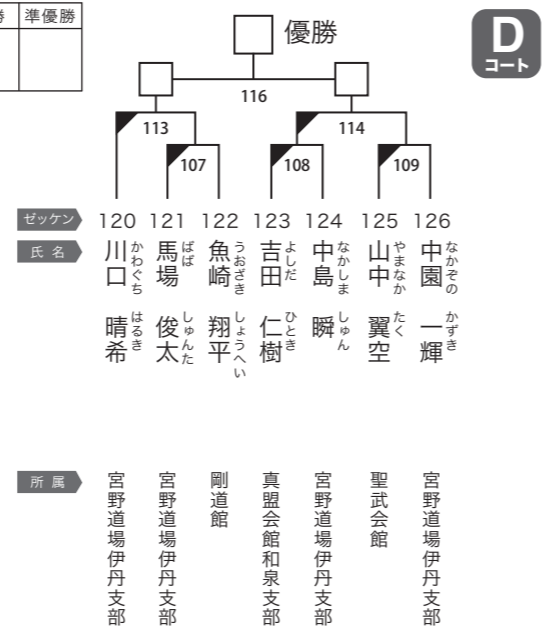 勝 準優勝
優勝
D
コート
116
113 114
107 108 109
ゼッケン 120 121 122 123 124 125 126
氏名
川口 晴希 かわぐち はるき
馬場 俊太 ばば しゅんた
魚崎 翔平 うおざき しょうへい
吉田 仁樹 よしだ ひとき
中島 瞬 なかしま しゅん
山中 翼空 やまなか たく
中園 一輝 なかぞの かずき
所属
宮野道場伊丹支部
宮野道場伊丹支部
剛道館
真盟会館和泉支部
宮野道場伊丹支部
聖武会館
宮野道場伊丹支部